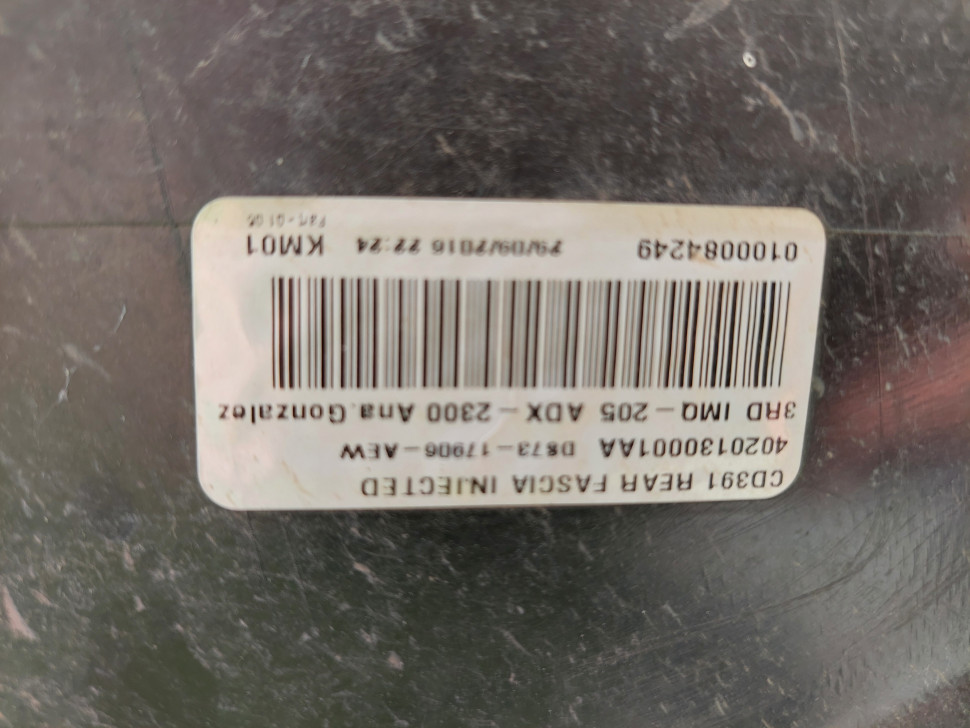 CD391 REAR FASCIA INJECTED
4020130001AA DS73-17906-AEW
3RD IMQ - 205 ADX - 2300 Ana.Gonzalez
0100084249 29/09/2016 22:24 KM01